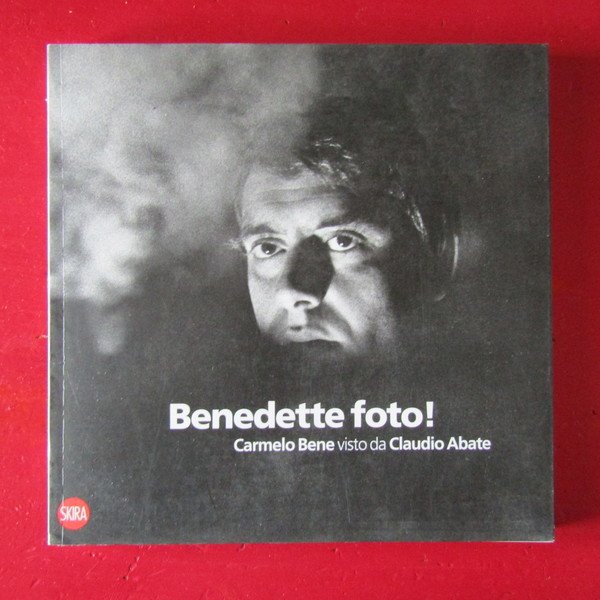 Benedette foto!
Carmelo Bene visto da Claudio Abate
SKIRA